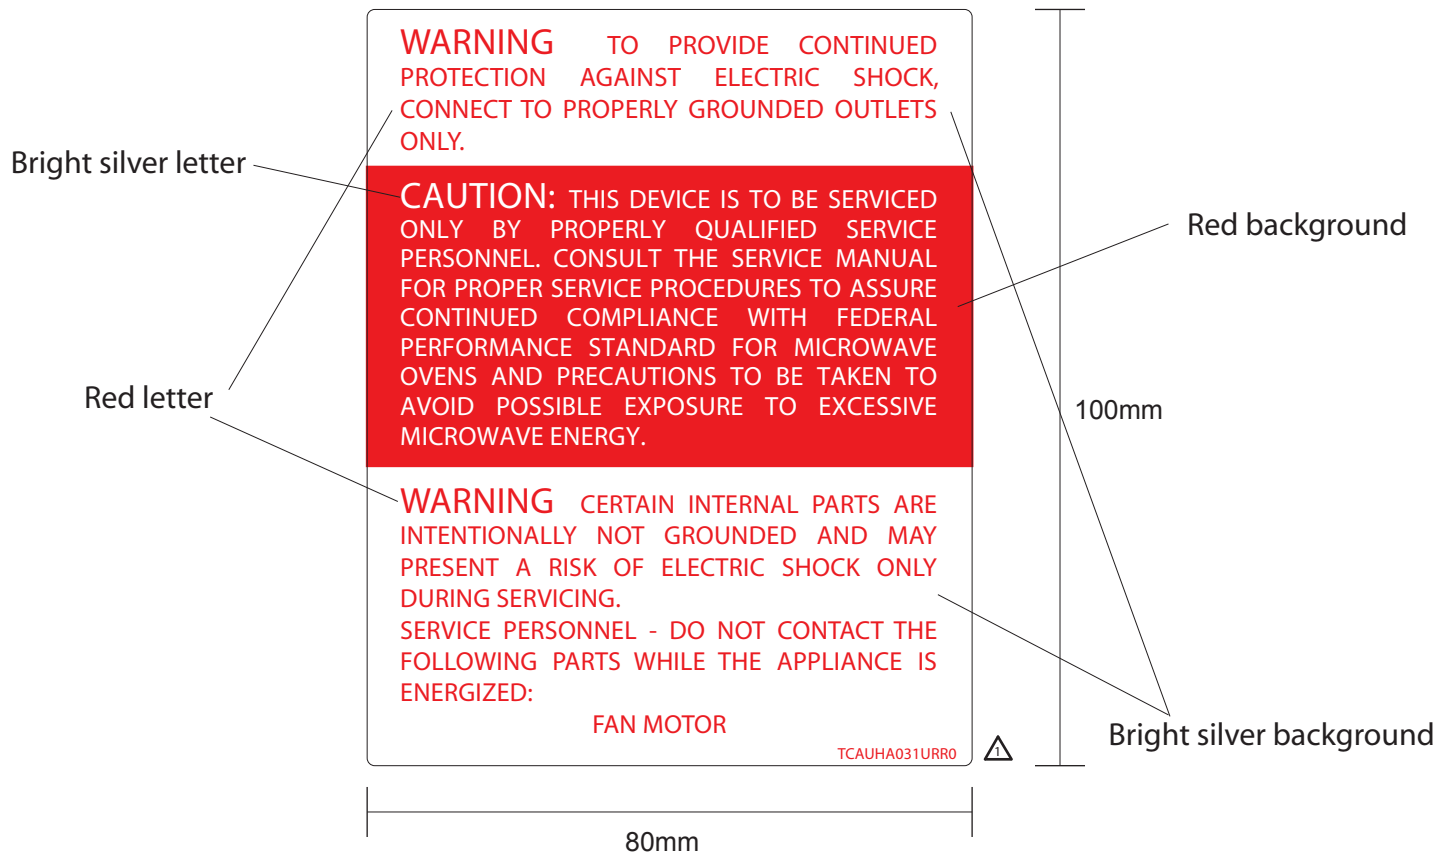 WARNING TO PROVIDE CONTINUED
PROTECTION AGAINST ELECTRIC SHOCK,
CONNECT TO PROPERLY GROUNDED OUTLETS
ONLY.
Bright silver letter
CAUTION: THIS DEVICE IS TO BE SERVICED
ONLY BY PROPERLY QUALIFIED SERVICE
PERSONNEL. CONSULT THE SERVICE MANUAL
FOR PROPER SERVICE PROCEDURES TO ASSURE
CONTINUED COMPLIANCE WITH FEDERAL
PERFORMANCE STANDARD FOR MICROWAVE
OVENS AND PRECAUTIONS TO BE TAKEN TO
AVOID POSSIBLE EXPOSURE TO EXCESSIVE
MICROWAVE ENERGY.
Red background
Red letter
100mm
WARNING CERTAIN INTERNAL PARTS ARE
INTENTIONALLY NOT GROUNDED AND MAY
PRESENT A RISK OF ELECTRIC SHOCK ONLY
DURING SERVICING.
SERVICE PERSONNEL - DO NOT CONTACT THE
FOLLOWING PARTS WHILE THE APPLIANCE IS
ENERGIZED:
FAN MOTOR
TCAUHA031URR0
1
Bright silver background
80mm